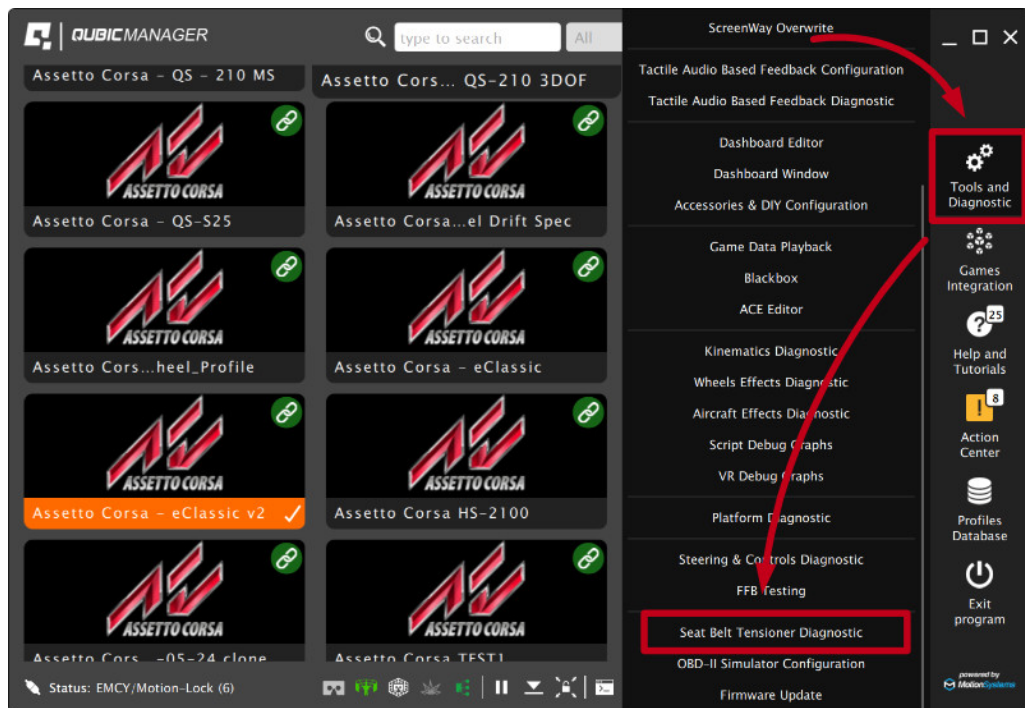 QUBICMANAGER
type to search
All
Assetto Corsa - QS - 210 MS
Assetto Cors... QS-210 3DOF
ASSETTO CORSA
Assetto Corsa - QS-S25
ASSETTO CORSA
Assetto Corsa...el Drift Spec
ASSETTO CORSA
Assetto Cors...heel_Profile
ASSETTO CORSA
Assetto Corsa - eClassic
ASSETTO CORSA
Assetto Corsa - eClassic v2
ASSETTO CORSA
Assetto Corsa HS-2100
ASSETTO CORSA
Assetto Cors...-05-24 clone
ASSETTO CORSA
Assetto Corsa TEST1
Status: EMCY/Motion-Lock (6)
ScreenWay Overwrite
Tactile Audio Based Feedback Configuration
Tactile Audio Based Feedback Diagnostic
Dashboard Editor
Dashboard Window
Accessories & DIY Configuration
Game Data Playback
Blackbox
ACE Editor
Kinematics Diagnostic
Wheels Effects Diagnostic
Aircraft Effects Diagnostic
Script Debug Graphs
VR Debug Graphs
Platform Diagnostic
Steering & Controls Diagnostic
FFB Testing
Seat Belt Tensioner Diagnostic
OBD-II Simulator Configuration
Firmware Update
Tools and
Diagnostic
Games
Integration
25
Help and
Tutorials
8
Action
Center
Profiles
Database
Exit
program
powered by
MotionSystems